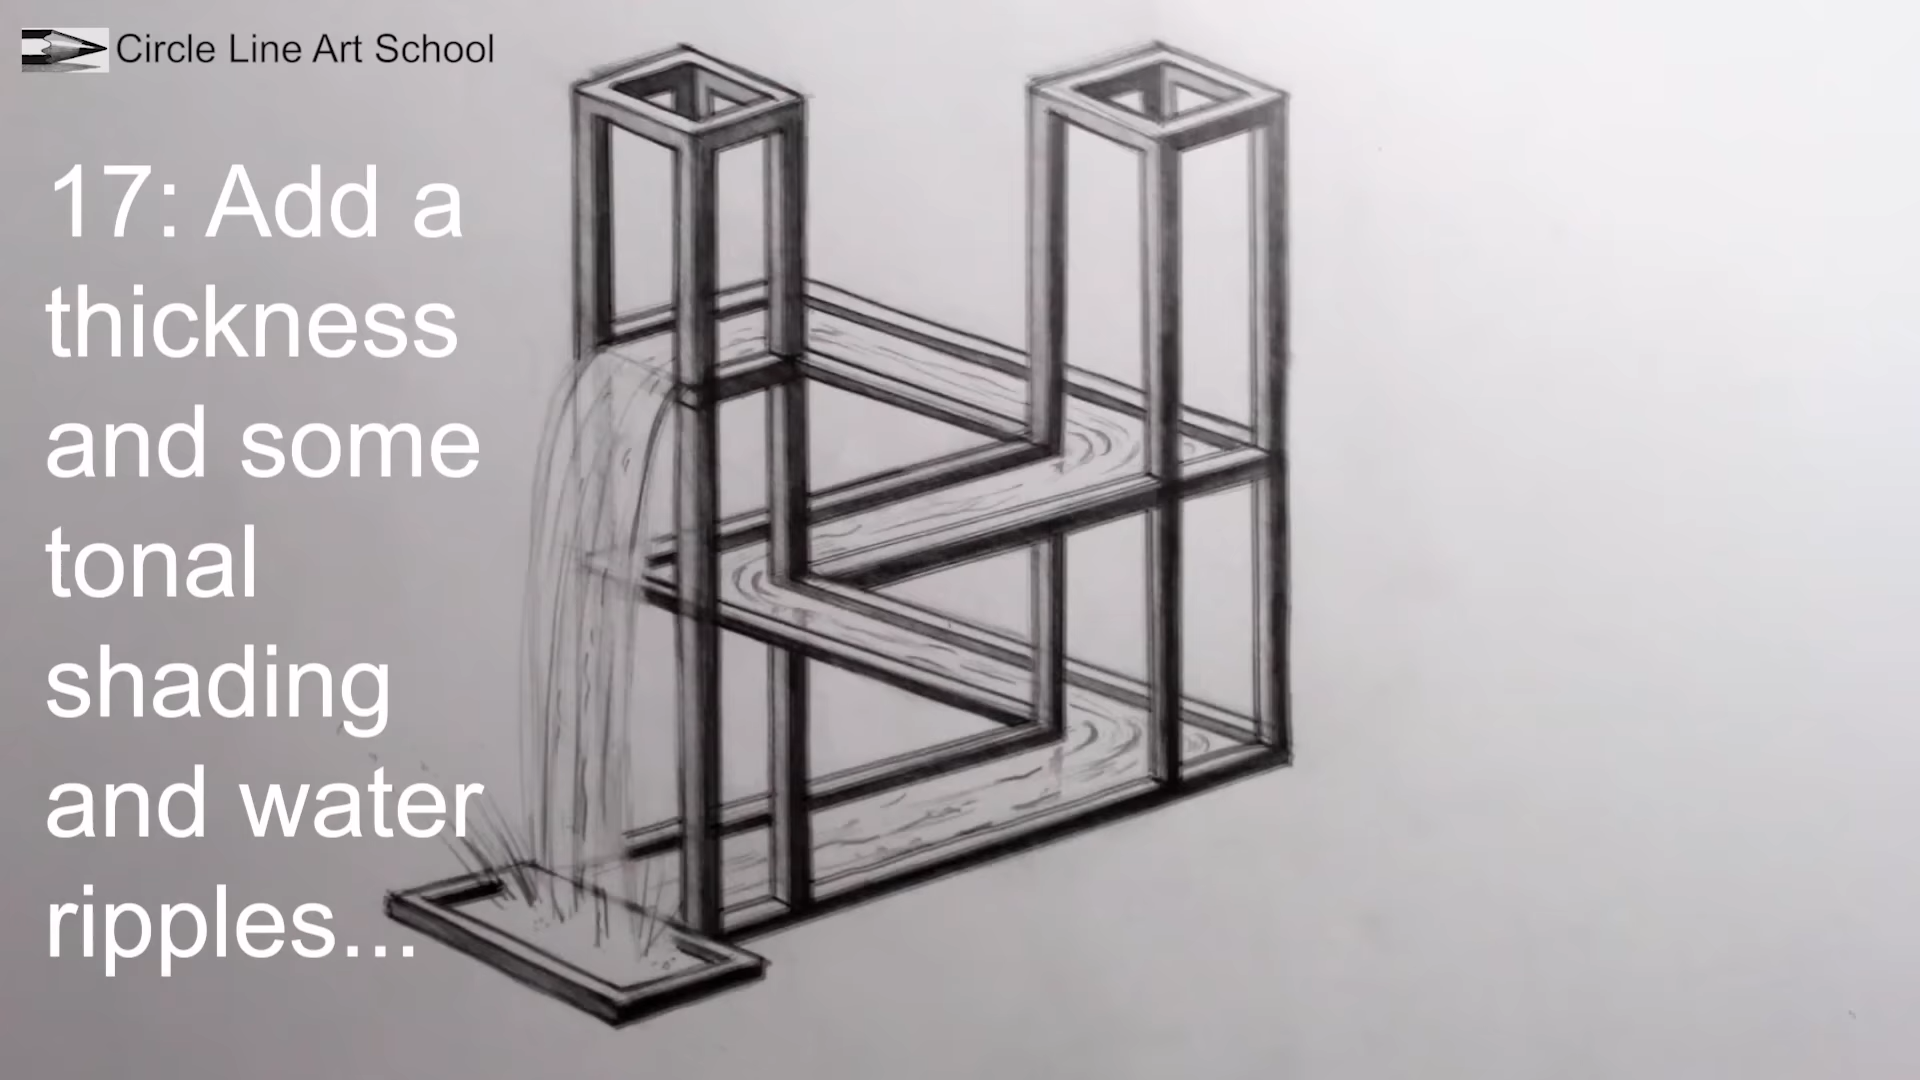 Circle Line Art School
17: Add a
thickness
and some
tonal
shading
and water
ripples...